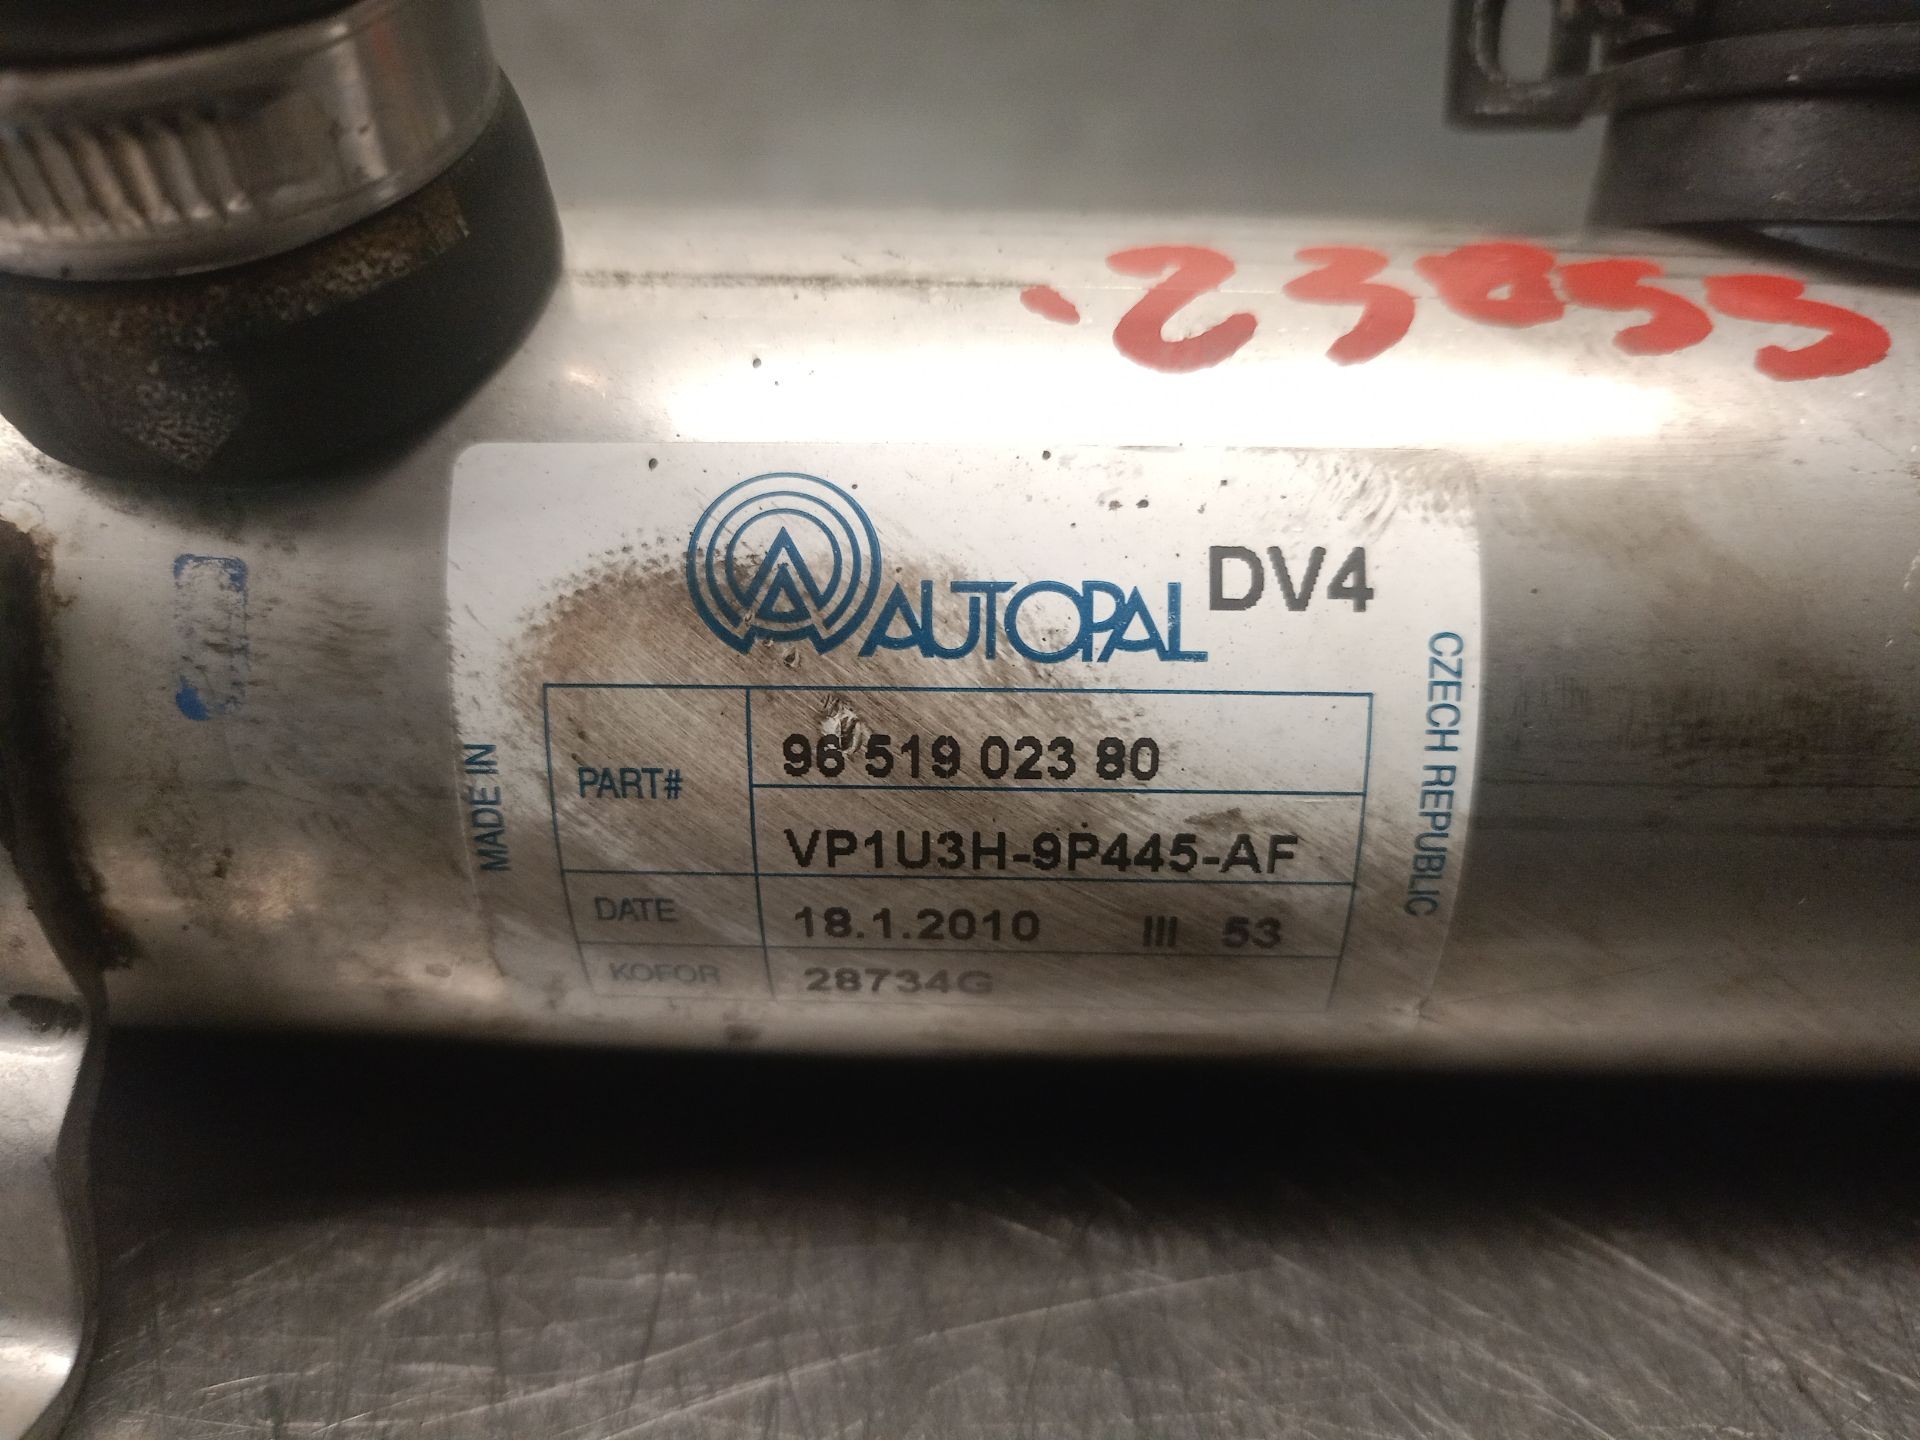 23055
AUTOPAL DV4
MADE IN
CZECH REPUBLIC
PART# 96 519 023 80
VP1U3H-9P445-AF
DATE 18.1.2010 III 53
KOFOR 28734G